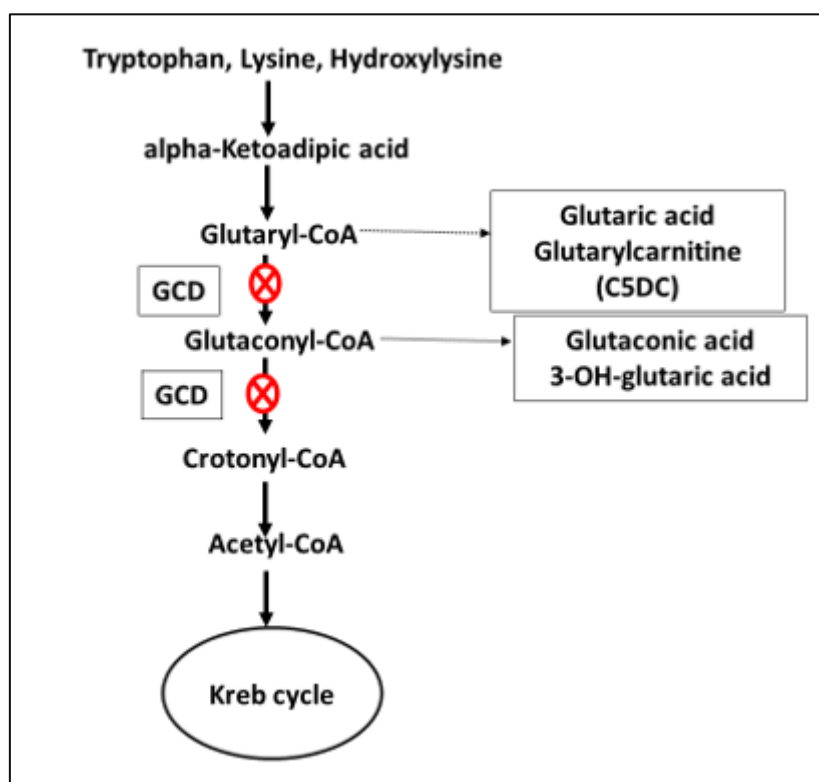 Tryptophan, Lysine, Hydroxylysine
alpha-Ketoadipic acid
Glutaryl-CoA
Glutaric acid
Glutarylcarnitine
(C5DC)
GCD
Glutaconyl-CoA
Glutaconic acid
3-OH-glutaric acid
GCD
Crotonyl-CoA
Acetyl-CoA
Kreb cycle